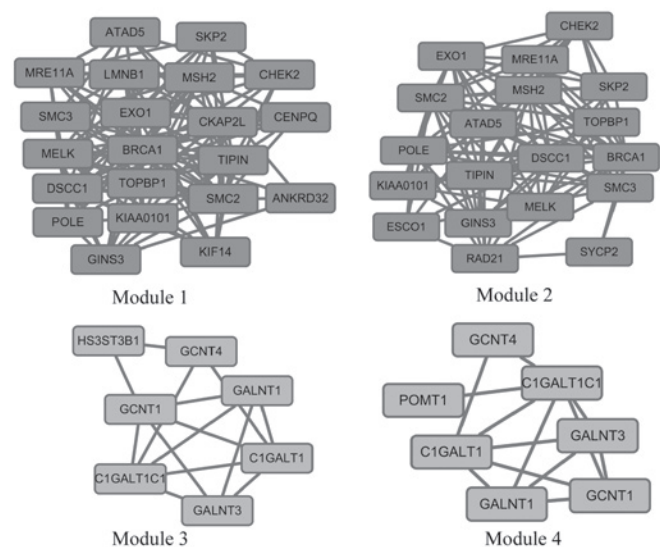 ATAD5
SKP2
MRE11A
LMNB1
MSH2
CHEK2
SMC3
EXO1
CKAP2L
CENPQ
MELK
BRCA1
TIPIN
DSCC1
TOPBP1
SMC2
ANKRD32
POLE
KIAA0101
GINS3
KIF14
Module 1
CHEK2
EXO1
MRE11A
MSH2
SKP2
SMC2
ATAD5
TOPBP1
POLE
DSCC1
BRCA1
KIAA0101
TIPIN
SMC3
MELK
ESCO1
GINS3
RAD21
SYCP2
Module 2
HS3ST3B1
GCNT4
GALNT1
GCNT1
C1GALT1
C1GALT1C1
GALNT3
Module 3
GCNT4
C1GALT1C1
POMT1
GALNT3
C1GALT1
GALNT1
GCNT1
Module 4